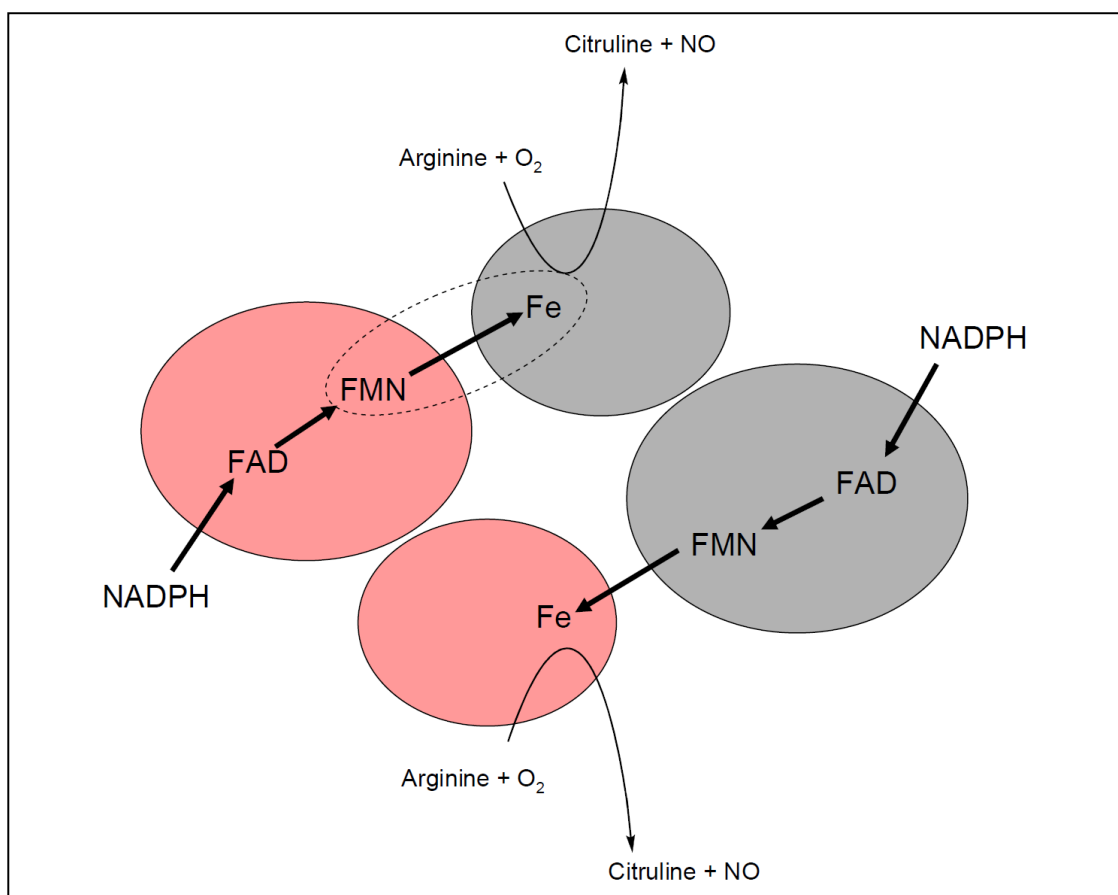 Citruline + NO
Arginine + O₂
Fe
NADPH
FMN
FAD
FAD
FMN
NADPH
Fe
Arginine + O₂
Citruline + NO